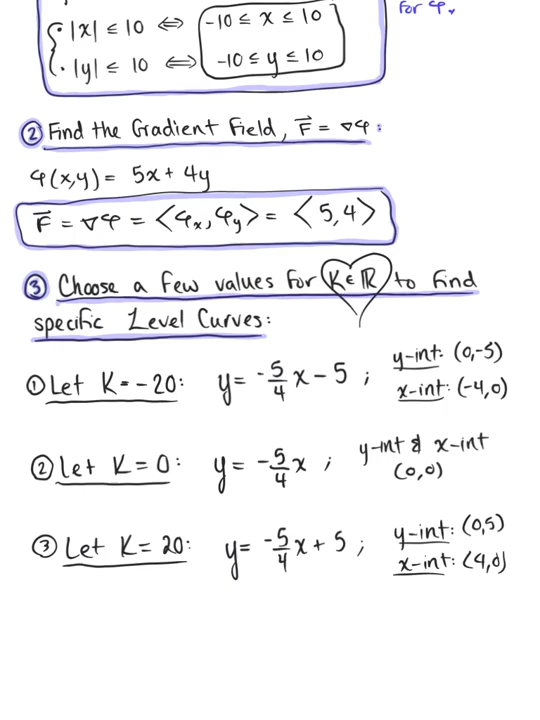 for φ.
• |x| ≤ 10 ⟺ -10 ≤ x ≤ 10
• |y| ≤ 10 ⟺ -10 ≤ y ≤ 10
② Find the Gradient Field, F⃗ = ∇φ:
φ(x,y) = 5x + 4y
F⃗ = ∇φ = ⟨φₓ, φᵧ⟩ = ⟨5,4⟩
③ Choose a few values for K∈ℝ to find
specific Level Curves:
① Let K = -20: y = -5/4 x - 5 ; y-int: (0,-5)
x-int: (-4,0)
② Let K = 0: y = -5/4 x ; y-int & x-int
(0,0)
③ Let K = 20: y = -5/4 x + 5 ; y-int: (0,5)
x-int: (4,0)